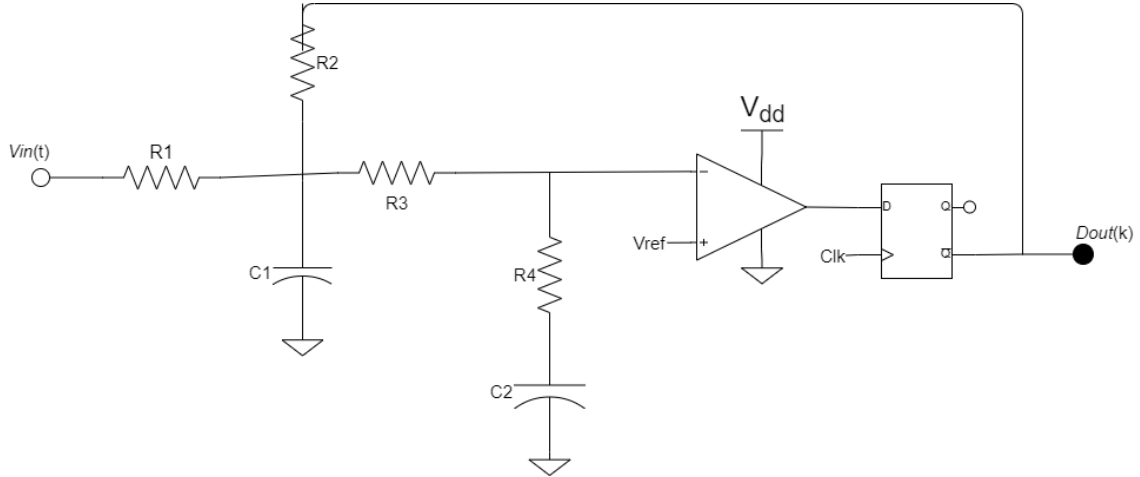 R2
Vin(t)
R1
R3
C1
R4
C2
Vdd
−
Vref
+
D
Q
Clk
Q̅
Dout(k)